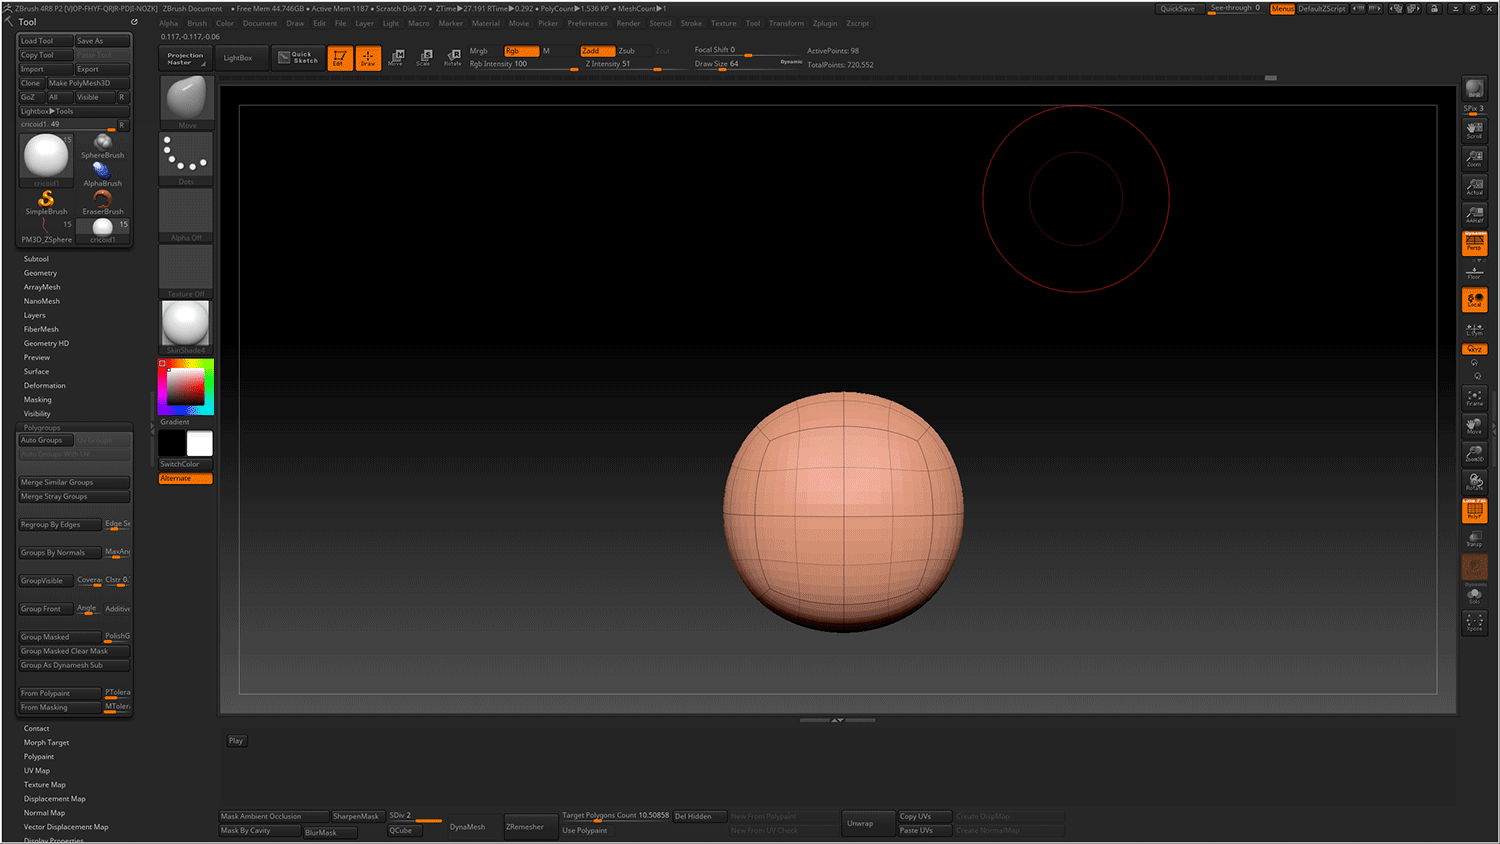 ZBrush 4R8 P2 [VJOP-FHYF-QRJR-PDJE-NOZK] ZBrush Document • Free Mem 44.746GB • Active Mem 1187 • Scratch Disk 77 • ZTime▶27.191 RTime▶0.292 • PolyCount▶1.536 KP • MeshCount▶1 QuickSave See-through 0 Menus DefaultZScript
Tool
Alpha Brush Color Document Draw Edit File Layer Light Macro Marker Material Movie Picker Preferences Render Stencil Stroke Texture Tool Transform Zplugin Zscript
0.117,-0.117,-0.06
Load Tool Save As
Copy Tool Paste Tool
Import Export
Clone Make PolyMesh3D
GoZ All Visible R
Lightbox▶Tools
cricoid1. 49 R
15
cricoid1
SphereBrush
AlphaBrush
SimpleBrush EraserBrush
15 15
PM3D_ZSphere cricoid1
Subtool
Geometry
ArrayMesh
NanoMesh
Layers
FiberMesh
Geometry HD
Preview
Surface
Deformation
Masking
Visibility
Polygroups
Auto Groups Uv Groups
Auto Groups With UV
Merge Similar Groups
Merge Stray Groups
Regroup By Edges Edge Se
Groups By Normals MaxAng
GroupVisible Covera Clstr 0.
Group Front Angle Additive
Group Masked PolishG
Group Masked Clear Mask
Group As Dynamesh Sub
From Polypaint PTolera
From Masking MToler
Contact
Morph Target
Polypaint
UV Map
Texture Map
Displacement Map
Normal Map
Vector Displacement Map
Display Properties
Projection Master
LightBox
Quick Sketch
Edit
Draw
Move
Scale
Rotate
Mrgb Rgb M
Rgb Intensity 100
Zadd Zsub Zcut
Z Intensity 51
Focal Shift 0
Draw Size 64 Dynamic
ActivePoints: 98
TotalPoints: 720,552
Move
Dots
Alpha Off
Texture Off
SkinShade4
Gradient
SwitchColor
Alternate
BPR
SPix 3
Scroll
Zoom
Actual
AAHalf
Dynamic
Persp
Floor
Local
L.Sym
XYZ
Frame
Move
Zoom3D
Rotate
Line Fill
PolyF
Transp
Dynamic
Solo
Xpose
Play
Mask Ambient Occlusion SharpenMask
Mask By Cavity BlurMask
SDiv 2
QCube
DynaMesh
ZRemesher
Target Polygons Count 10.50858
Use Polypaint
Del Hidden
New From Polypaint
New From UV Check
Unwrap
Copy UVs
Paste UVs
Create DispMap
Create NormalMap